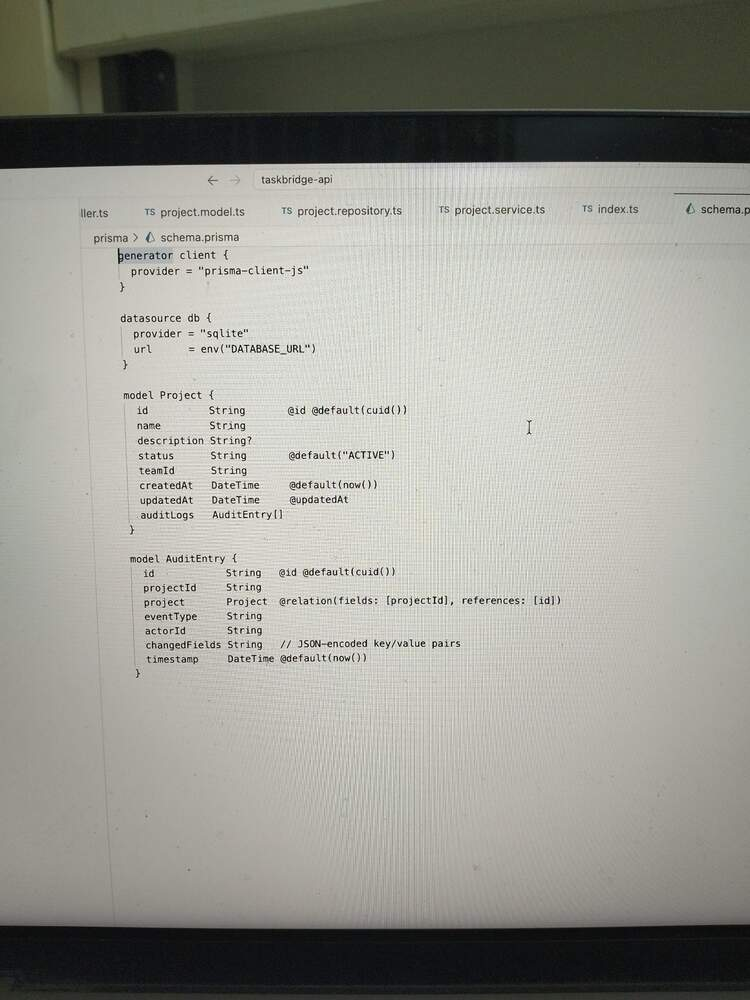 ← → taskbridge-api
ller.ts TS project.model.ts TS project.repository.ts TS project.service.ts TS index.ts schema.p
prisma > schema.prisma
generator client {
  provider = "prisma-client-js"
}

datasource db {
  provider = "sqlite"
  url      = env("DATABASE_URL")
}

model Project {
  id          String     @id @default(cuid())
  name        String
  description String?
  status      String     @default("ACTIVE")
  teamId      String
  createdAt   DateTime   @default(now())
  updatedAt   DateTime   @updatedAt
  auditLogs   AuditEntry[]
}

model AuditEntry {
  id            String   @id @default(cuid())
  projectId     String
  project       Project  @relation(fields: [projectId], references: [id])
  eventType     String
  actorId       String
  changedFields String   // JSON-encoded key/value pairs
  timestamp     DateTime @default(now())
}